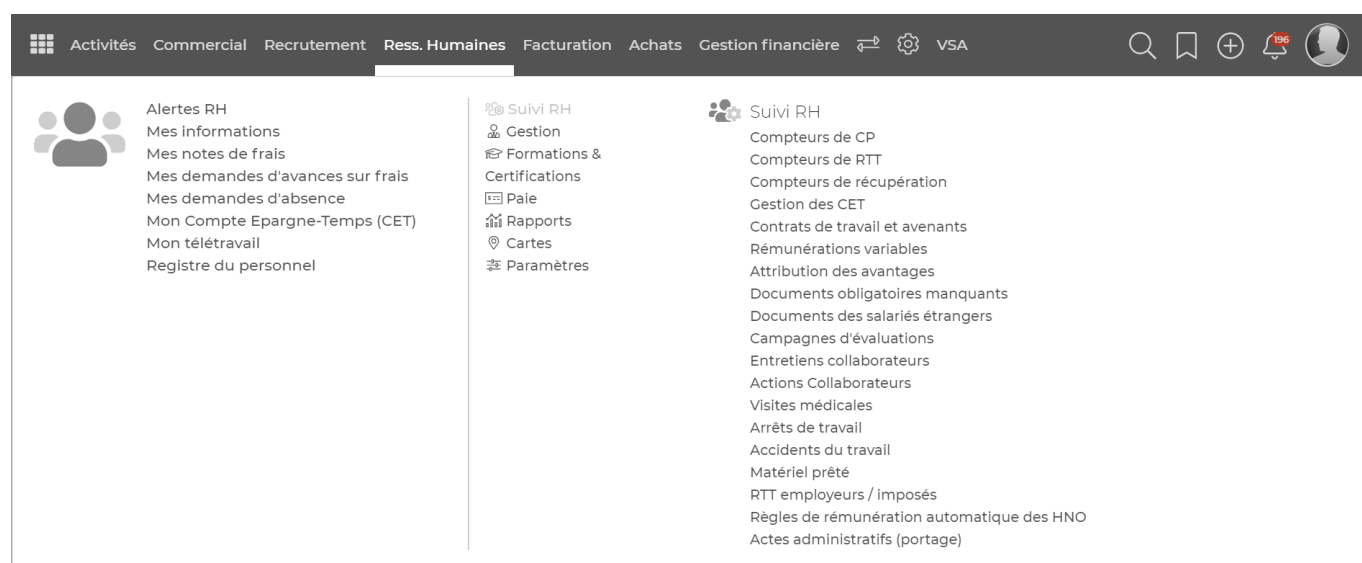 Activités Commercial Recrutement Ress. Humaines Facturation Achats Gestion financière VSA 196
Alertes RH
Mes informations
Mes notes de frais
Mes demandes d'avances sur frais
Mes demandes d'absence
Mon Compte Epargne-Temps (CET)
Mon télétravail
Registre du personnel
Suivi RH
Gestion
Formations &
Certifications
Paie
Rapports
Cartes
Paramètres
Suivi RH
Compteurs de CP
Compteurs de RTT
Compteurs de récupération
Gestion des CET
Contrats de travail et avenants
Rémunérations variables
Attribution des avantages
Documents obligatoires manquants
Documents des salariés étrangers
Campagnes d'évaluations
Entretiens collaborateurs
Actions Collaborateurs
Visites médicales
Arrêts de travail
Accidents du travail
Matériel prêté
RTT employeurs / imposés
Règles de rémunération automatique des HNO
Actes administratifs (portage)